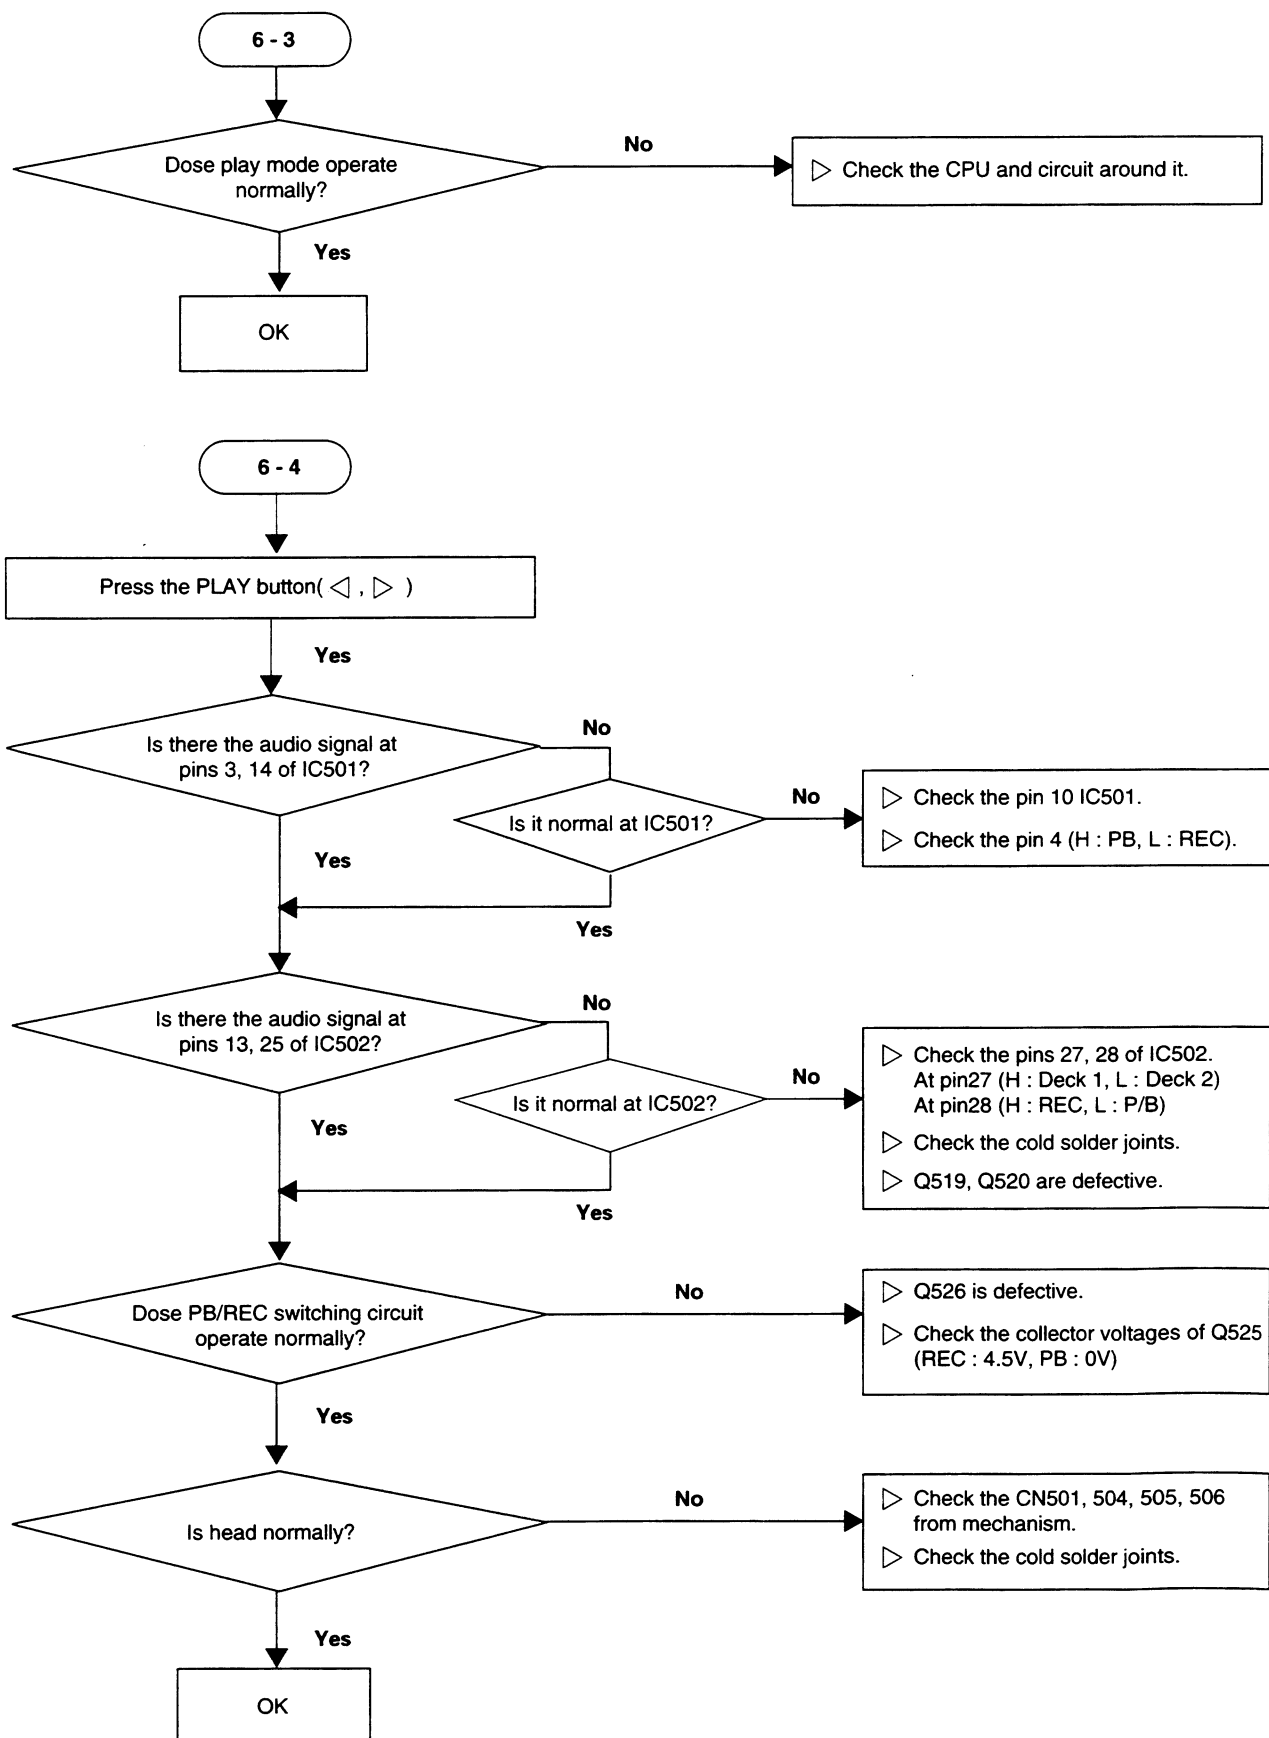 6 - 3
Dose play mode operate
normally?
No
▷ Check the CPU and circuit around it.
Yes
OK
6 - 4
Press the PLAY button( ◁ , ▷ )
Yes
Is there the audio signal at
pins 3, 14 of IC501?
No
Is it normal at IC501?
No
▷ Check the pin 10 IC501.
▷ Check the pin 4 (H : PB, L : REC).
Yes
Yes
Is there the audio signal at
pins 13, 25 of IC502?
No
Is it normal at IC502?
No
▷ Check the pins 27, 28 of IC502.
At pin27 (H : Deck 1, L : Deck 2)
At pin28 (H : REC, L : P/B)
▷ Check the cold solder joints.
▷ Q519, Q520 are defective.
Yes
Yes
Dose PB/REC switching circuit
operate normally?
No
▷ Q526 is defective.
▷ Check the collector voltages of Q525
(REC : 4.5V, PB : 0V)
Yes
Is head normally?
No
▷ Check the CN501, 504, 505, 506
from mechanism.
▷ Check the cold solder joints.
Yes
OK